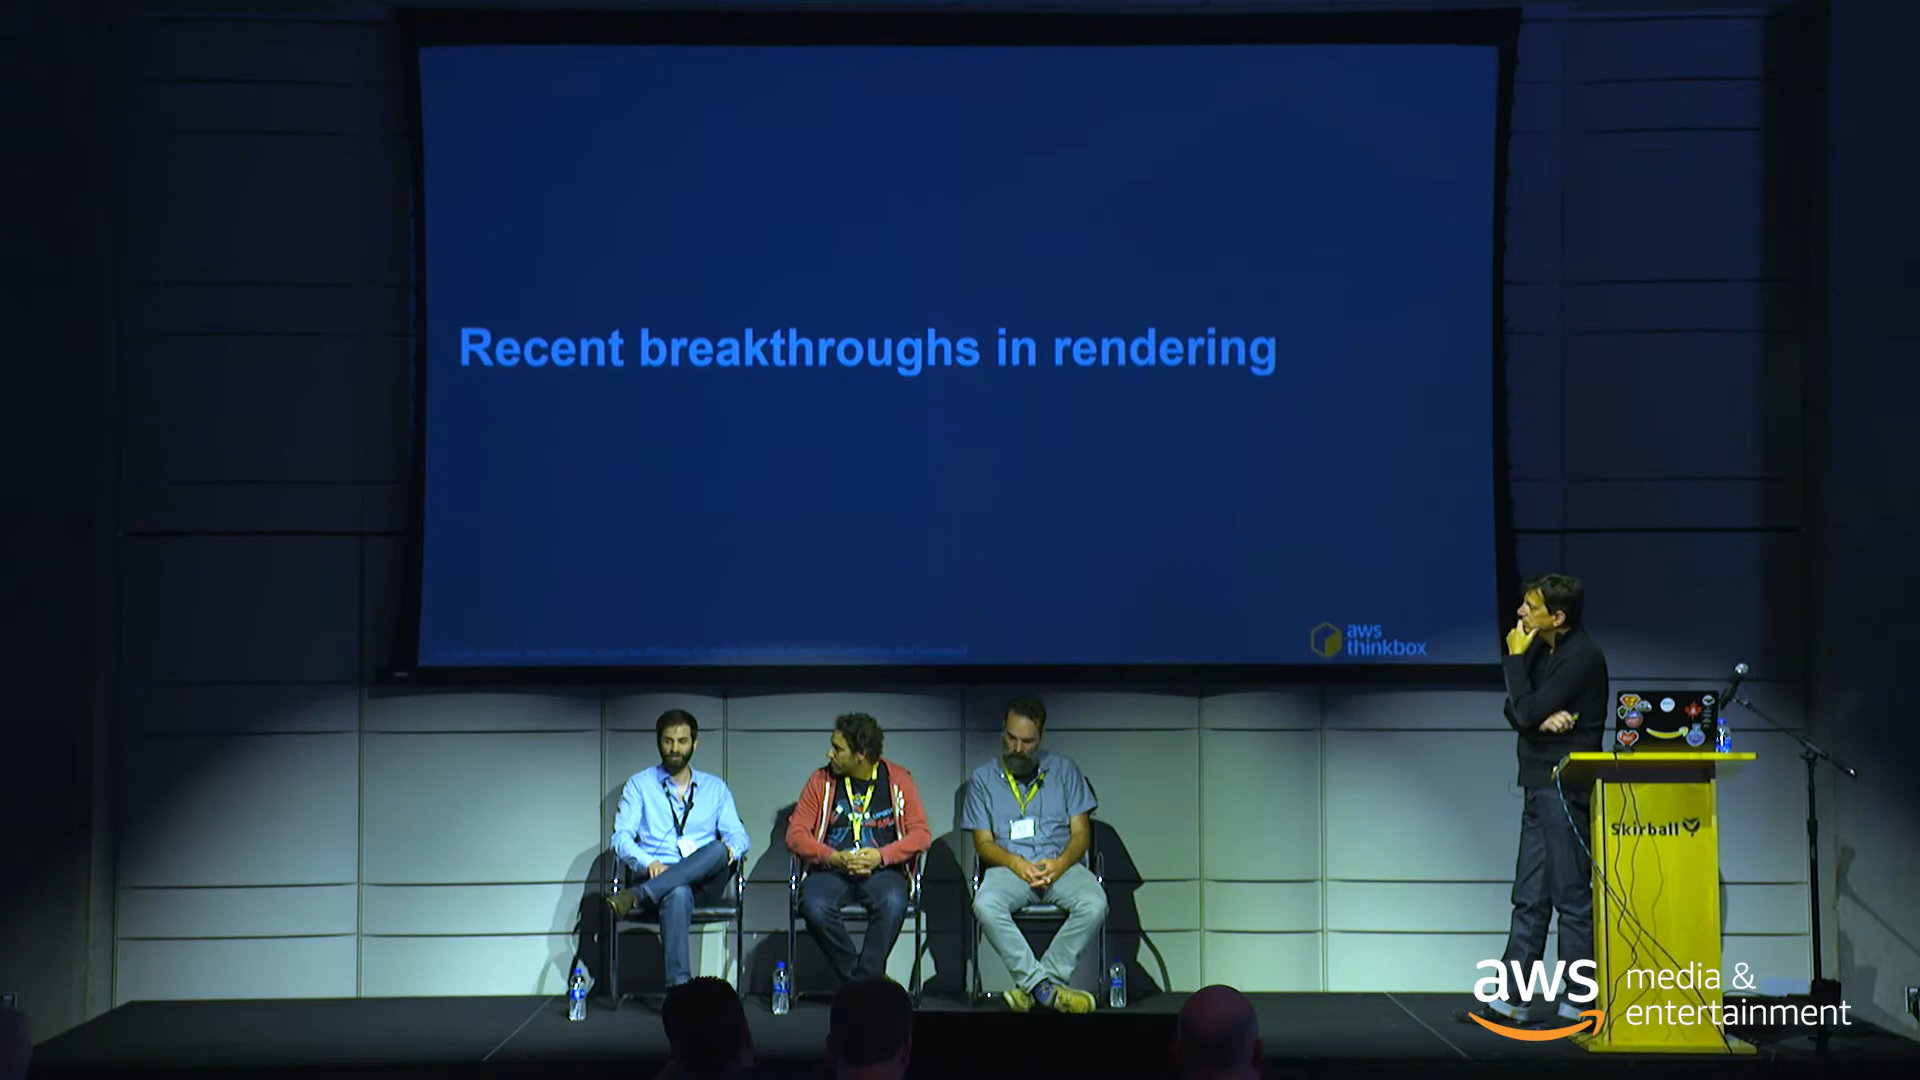 Recent breakthroughs in rendering
aws
thinkbox
Skirball
aws
media &
entertainment